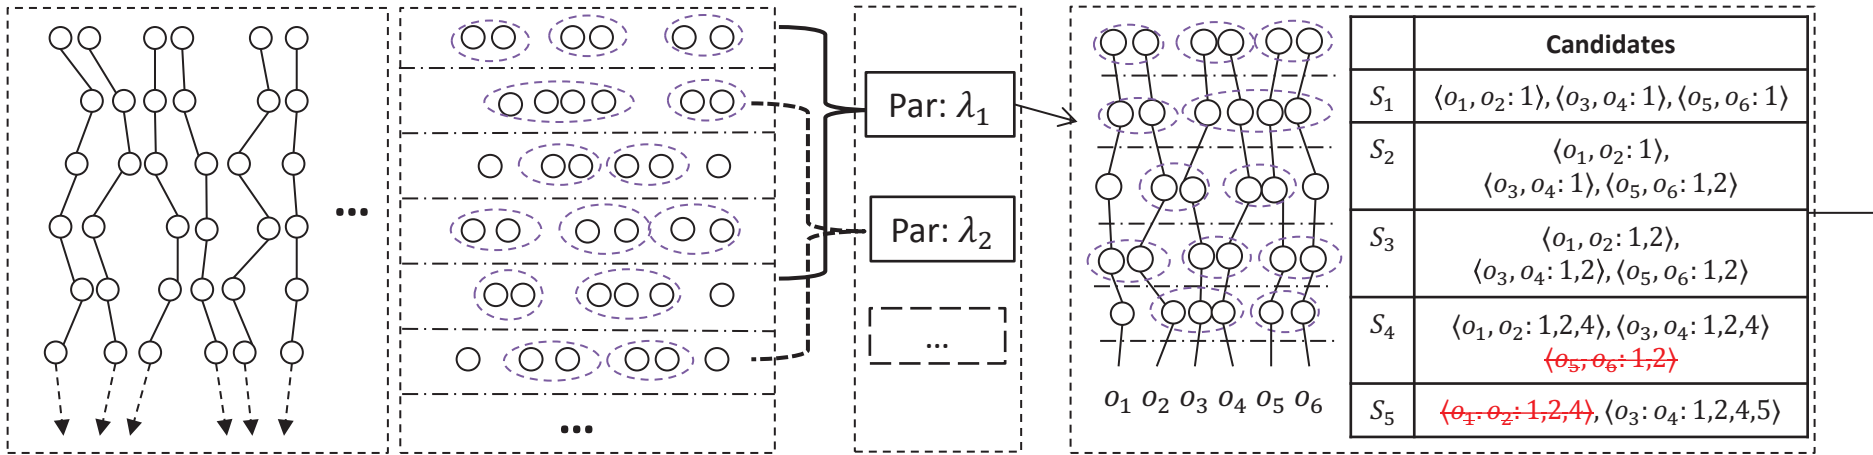 ...
...
Par: λ₁
Par: λ₂
...
o₁ o₂ o₃ o₄ o₅ o₆
Candidates
S₁ ⟨o₁, o₂: 1⟩, ⟨o₃, o₄: 1⟩, ⟨o₅, o₆: 1⟩
S₂ ⟨o₁, o₂: 1⟩,
⟨o₃, o₄: 1⟩, ⟨o₅, o₆: 1,2⟩
S₃ ⟨o₁, o₂: 1,2⟩,
⟨o₃, o₄: 1,2⟩, ⟨o₅, o₆: 1,2⟩
S₄ ⟨o₁, o₂: 1,2,4⟩, ⟨o₃, o₄: 1,2,4⟩
⟨o₅, o₆: 1,2⟩
S₅ ⟨o₁: o₂: 1,2,4⟩, ⟨o₃: o₄: 1,2,4,5⟩